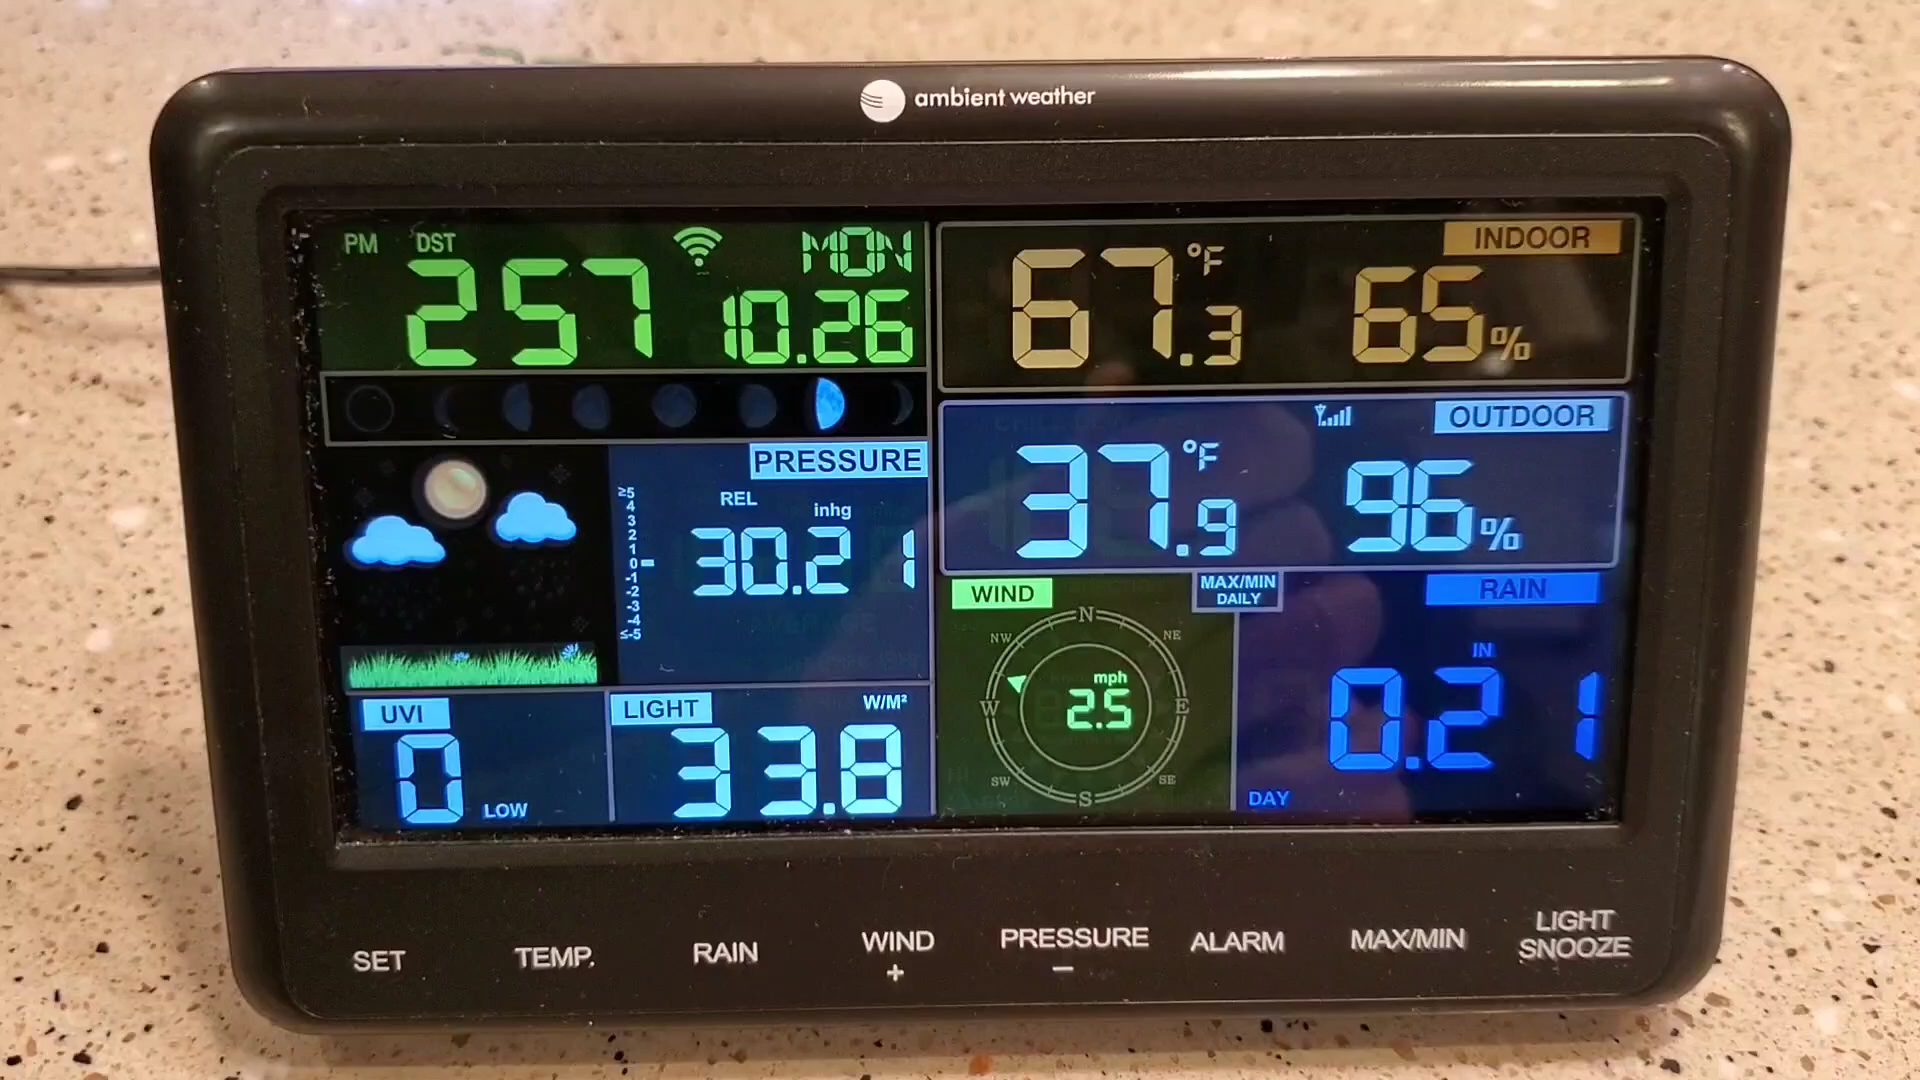 ambient weather
PM DST MON
257 10.26
67.3 °F 65% INDOOR
37.9 °F 96% OUTDOOR
PRESSURE
REL inhg
30.21
≥5
4
3
2
1
0
-1
-2
-3
-4
≤-5
UVI
0 LOW
LIGHT W/M²
33.8
WIND
MAX/MIN
DAILY
N
NW NE
W E
SW SE
S
mph
2.5
RAIN
IN
0.21
DAY
SET TEMP. RAIN WIND PRESSURE ALARM MAX/MIN LIGHT
+ − SNOOZE